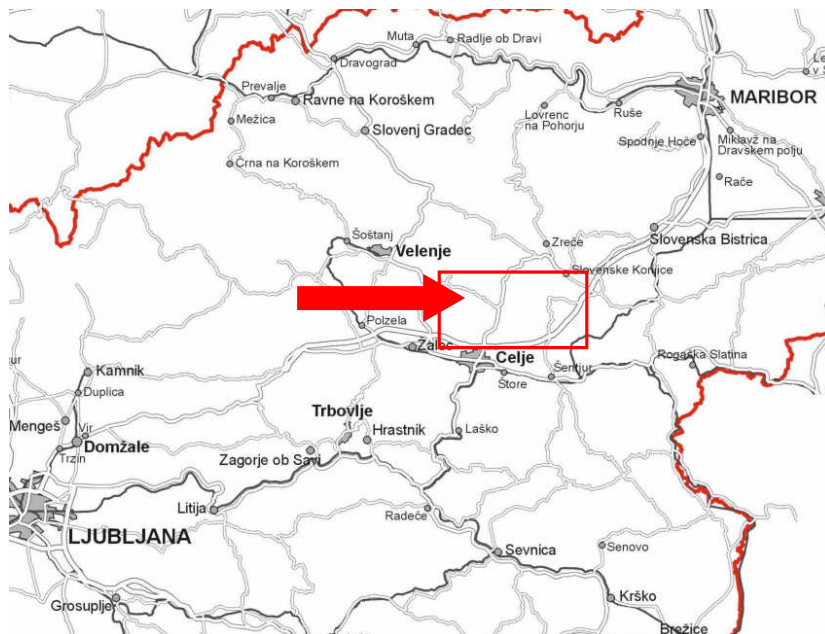 Muta
Radlje ob Dravi
Dravograd
Prevalje
Ravne na Koroškem
MARIBOR
Ruše
Lovrenc
na Pohorju
Mežica
Slovenj Gradec
Spodnje Hoče
Miklavž na
Dravskem polju
Črna na Koroškem
Rače
Šoštanj
Velenje
Zreče
Slovenska Bistrica
Slovenske Konjice
Polzela
Žalec
Celje
Rogaška Slatina
Štore
Šentjur
Kamnik
Duplica
Mengeš
Vir
Domžale
Trzin
Trbovlje
Hrastnik
Laško
Zagorje ob Savi
Litija
Radeče
LJUBLJANA
Sevnica
Senovo
Grosuplje
Krško
Brežice